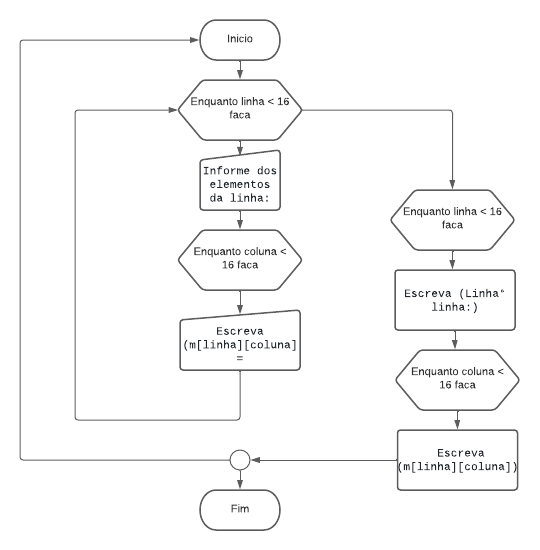 Inicio
Enquanto linha < 16
faca
Informe dos
elementos
da linha:
Enquanto coluna <
16 faca
Escreva
(m[linha][coluna]
=
Enquanto linha < 16
faca
Escreva (Linha°
linha:)
Enquanto coluna <
16 faca
Escreva
(m[linha][coluna])
Fim